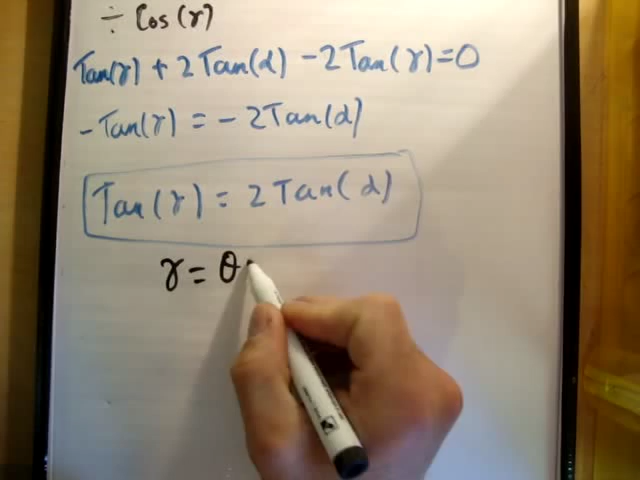 ÷ Cos(γ)
Tan(γ) + 2Tan(α) - 2Tan(γ) = 0
-Tan(γ) = - 2Tan(α)
Tan(γ) = 2Tan(α)
γ = θ